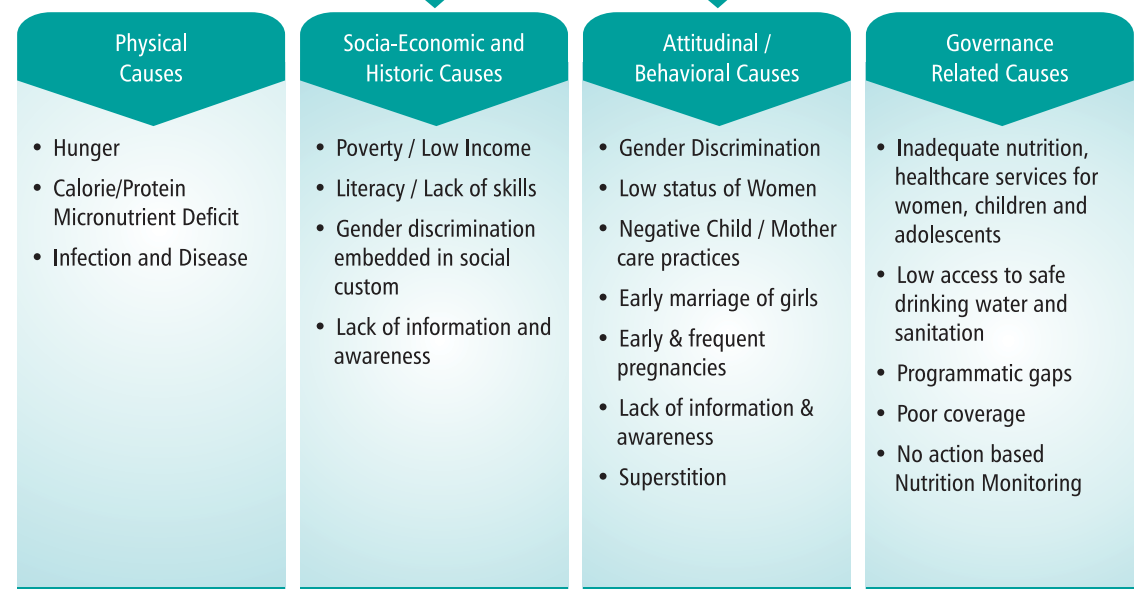 Physical
Causes
• Hunger
• Calorie/Protein
Micronutrient Deficit
• Infection and Disease
Socia-Economic and
Historic Causes
• Poverty / Low Income
• Literacy / Lack of skills
• Gender discrimination
embedded in social
custom
• Lack of information and
awareness
Attitudinal /
Behavioral Causes
• Gender Discrimination
• Low status of Women
• Negative Child / Mother
care practices
• Early marriage of girls
• Early & frequent
pregnancies
• Lack of information &
awareness
• Superstition
Governance
Related Causes
• Inadequate nutrition,
healthcare services for
women, children and
adolescents
• Low access to safe
drinking water and
sanitation
• Programmatic gaps
• Poor coverage
• No action based
Nutrition Monitoring